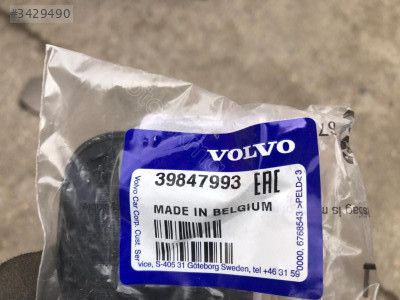 #3429490
VOLVO
39847993 EAC
MADE IN BELGIUM
Volvo Car Corp. Cust. Ser
vice, S-405 31 Göteborg Sweden, tel +46 31 59
0000, 6768543 >PELD<3